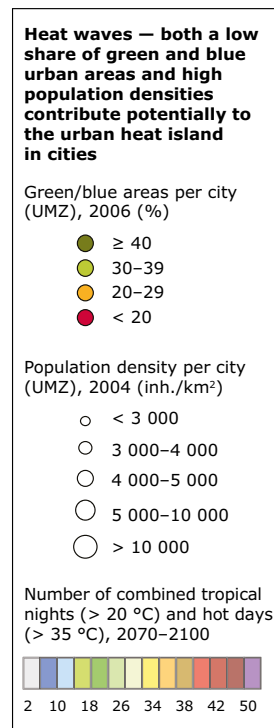 Heat waves — both a low
share of green and blue
urban areas and high
population densities
contribute potentially to
the urban heat island
in cities
Green/blue areas per city
(UMZ), 2006 (%)
≥ 40
30–39
20–29
< 20
Population density per city
(UMZ), 2004 (inh./km²)
< 3 000
3 000–4 000
4 000–5 000
5 000–10 000
> 10 000
Number of combined tropical
nights (> 20 °C) and hot days
(> 35 °C), 2070–2100
2 10 18 26 34 38 42 50